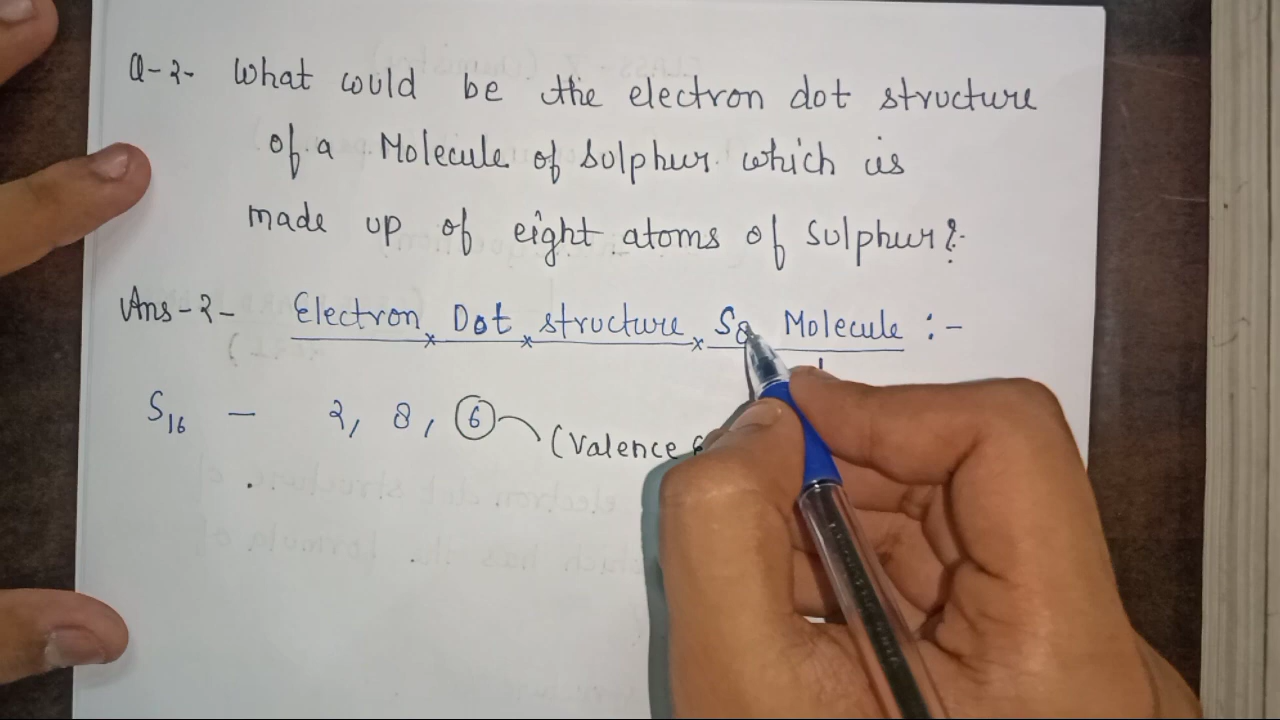 Q-2- What would be the electron dot structure
of a Molecule of Sulphur which is
made up of eight atoms of Sulphur?
Ans-2- Electron Dot structure S8 Molecule :-
S16 – 2, 8, 6 (Valence